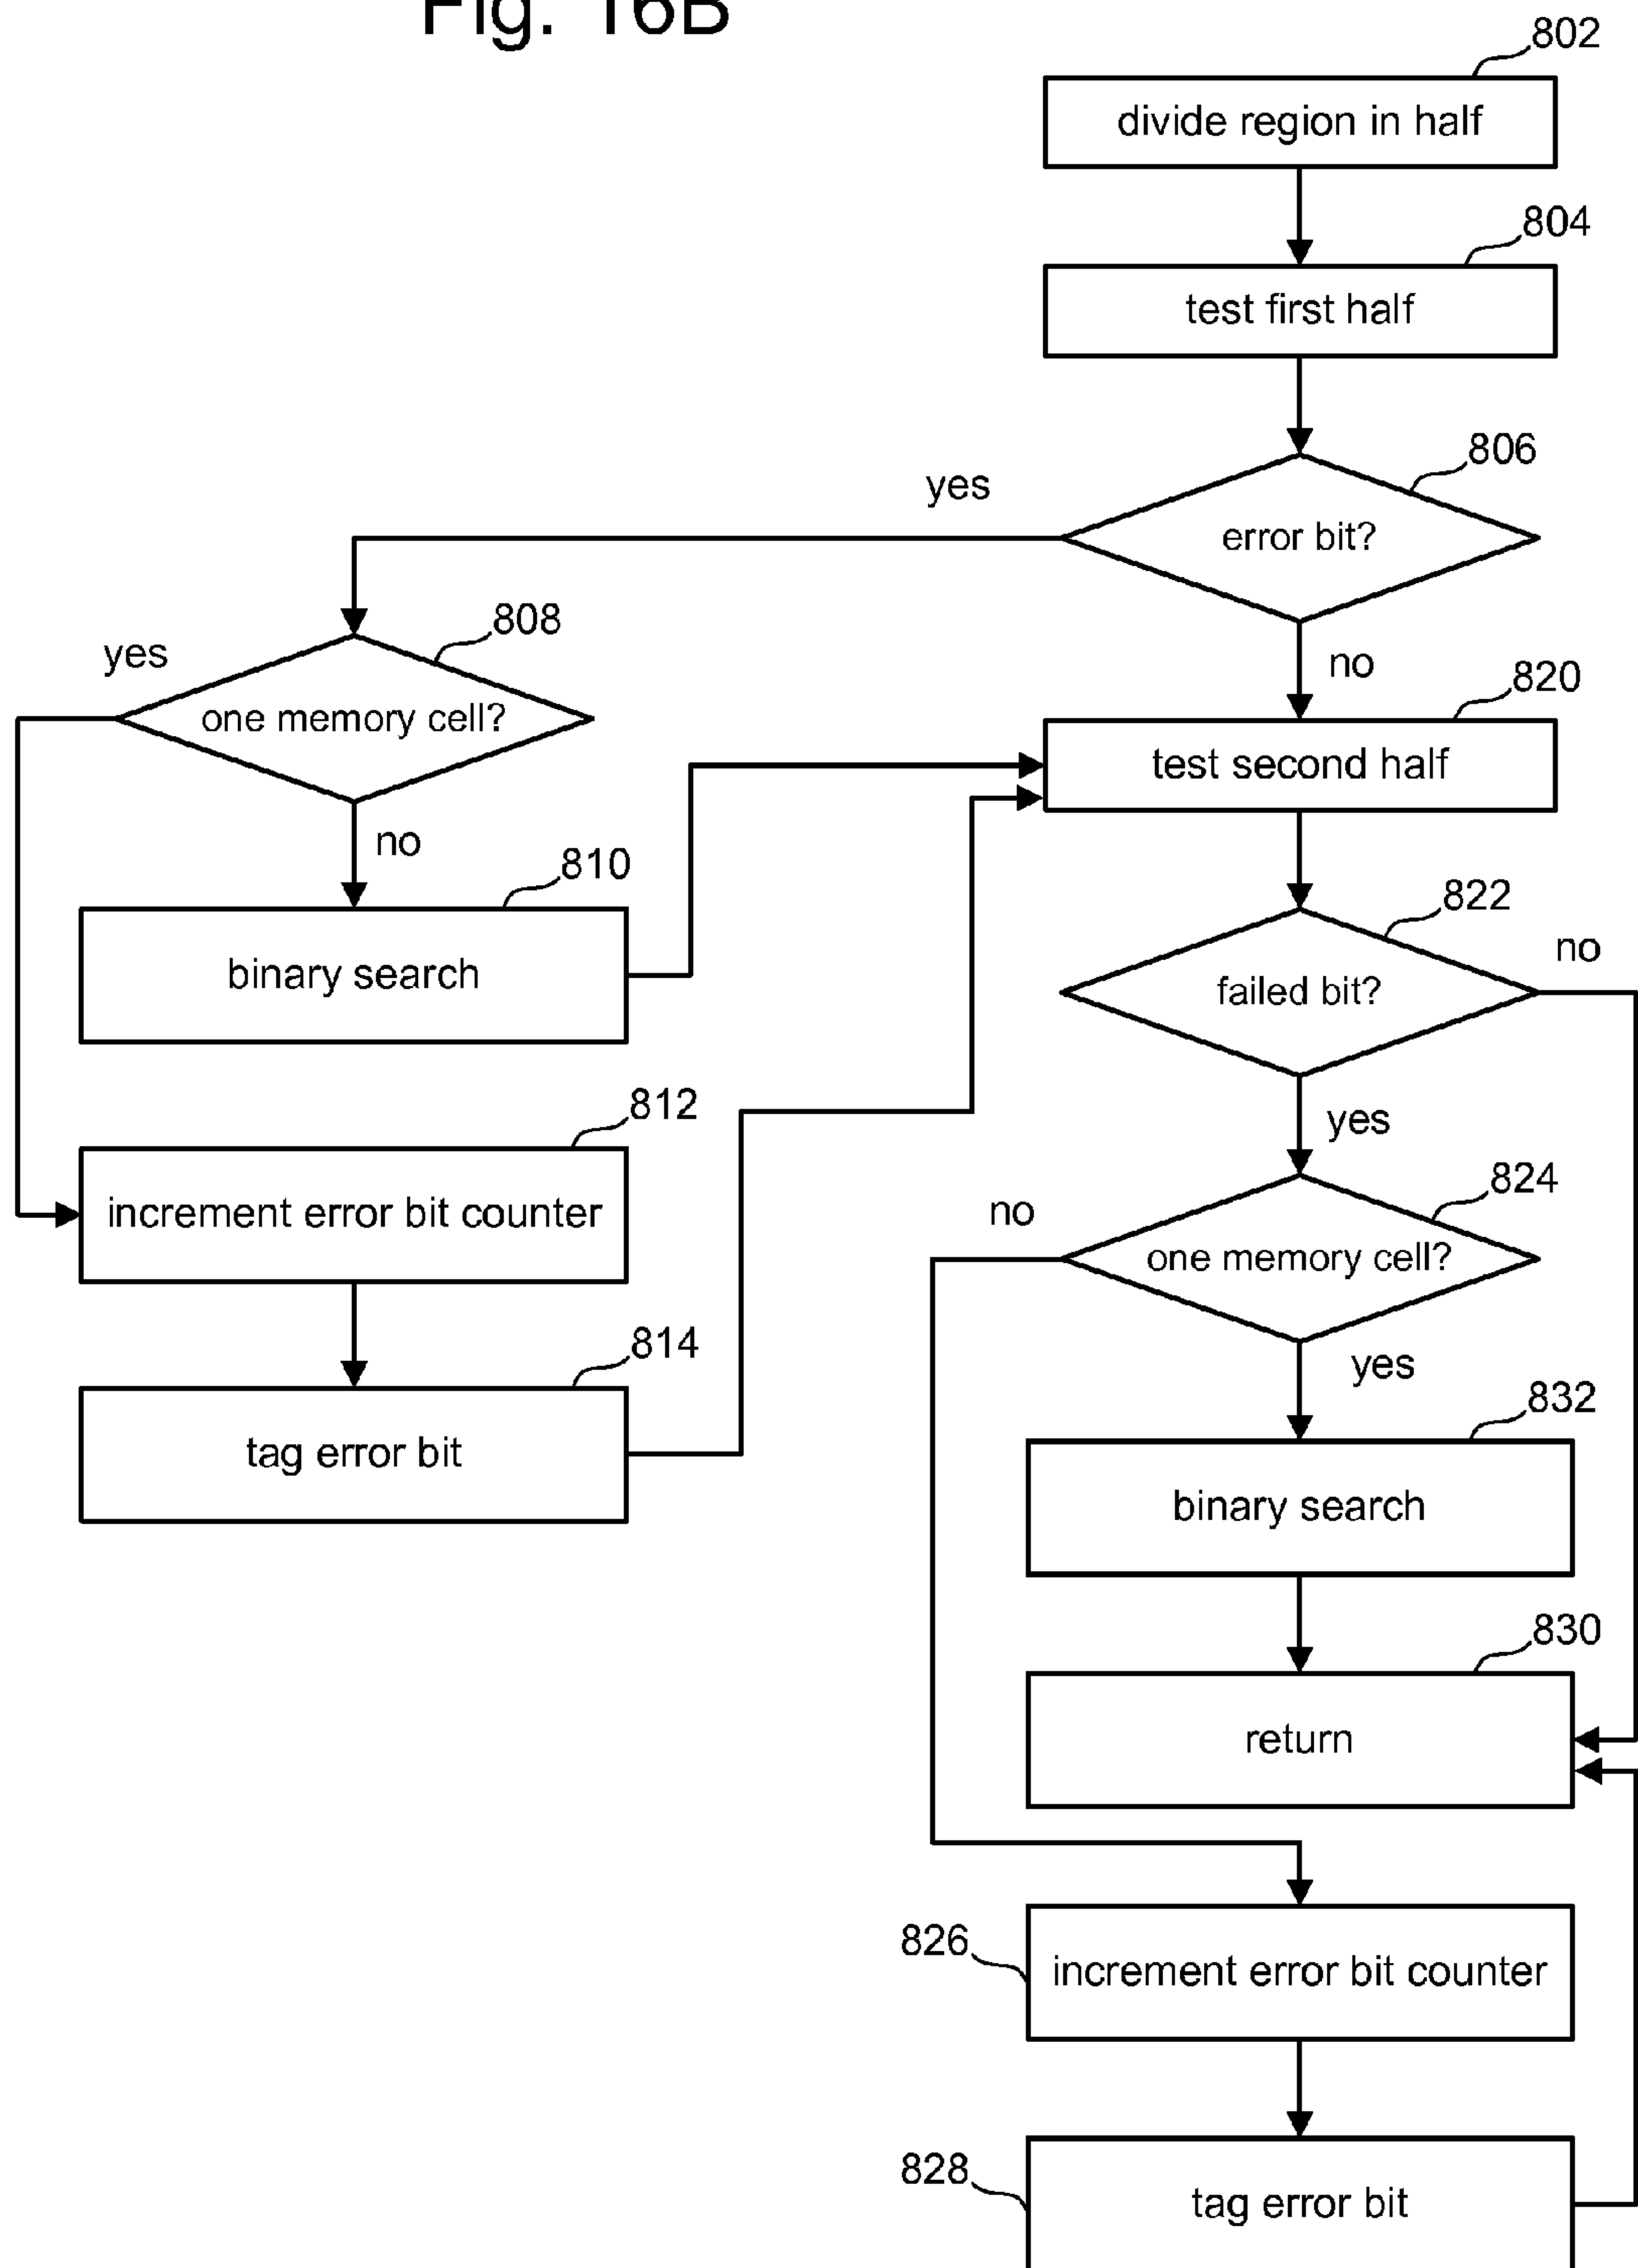 Fig. 16B
802
divide region in half
804
test first half
806
yes
error bit?
808
yes
no
one memory cell?
820
test second half
no
810
822
no
binary search
failed bit?
812
yes
824
no
increment error bit counter
one memory cell?
814
yes
832
tag error bit
binary search
830
return
826
increment error bit counter
828
tag error bit